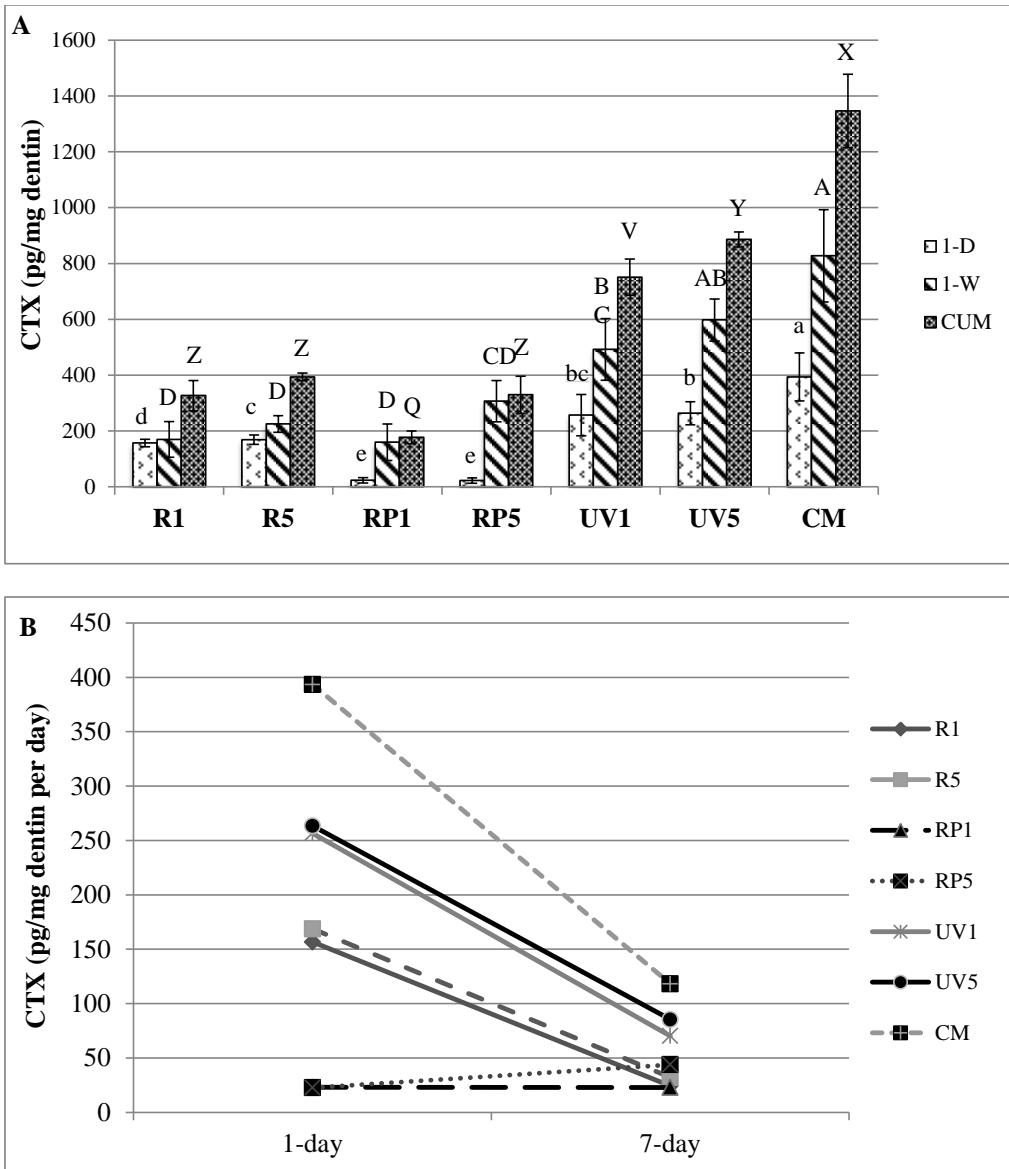 A
CTX (pg/mg dentin)
1600
1400
1200
1000
800
600
400
200
0
d D Z
c D Z
e D Q
e CD Z
bc B C V
b AB Y
a A X
R1 R5 RP1 RP5 UV1 UV5 CM
1-D
1-W
CUM
B
CTX (pg/mg dentin per day)
450
400
350
300
250
200
150
100
50
0
1-day 7-day
R1
R5
RP1
RP5
UV1
UV5
CM